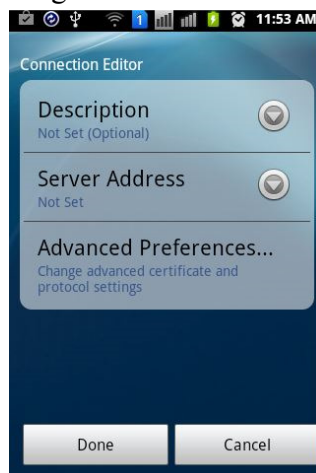 1 11:53 AM
Connection Editor
Description
Not Set (Optional)
Server Address
Not Set
Advanced Preferences...
Change advanced certificate and
protocol settings
Done Cancel